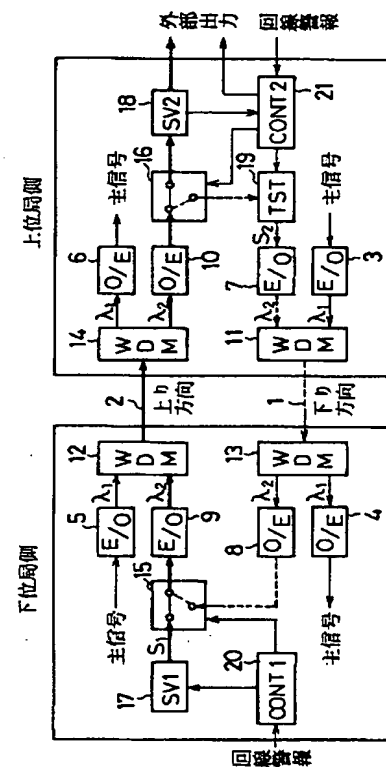 下位局側
主信号
5
E/O
λ1
12
WDM
S1
15
9
E/O
λ2
17
SV1
20
CONT1
回線警報
8
O/E
λ2
13
WDM
主信号
4
O/E
λ1
2
上り方向
1
下り方向
上位局側
14
WDM
λ1
6
O/E
主信号
λ2
10
O/E
16
18
SV2
外部出力
11
WDM
λ2
7
E/O
S2
19
TST
CONT2
21
回線警報
λ1
3
E/O
主信号